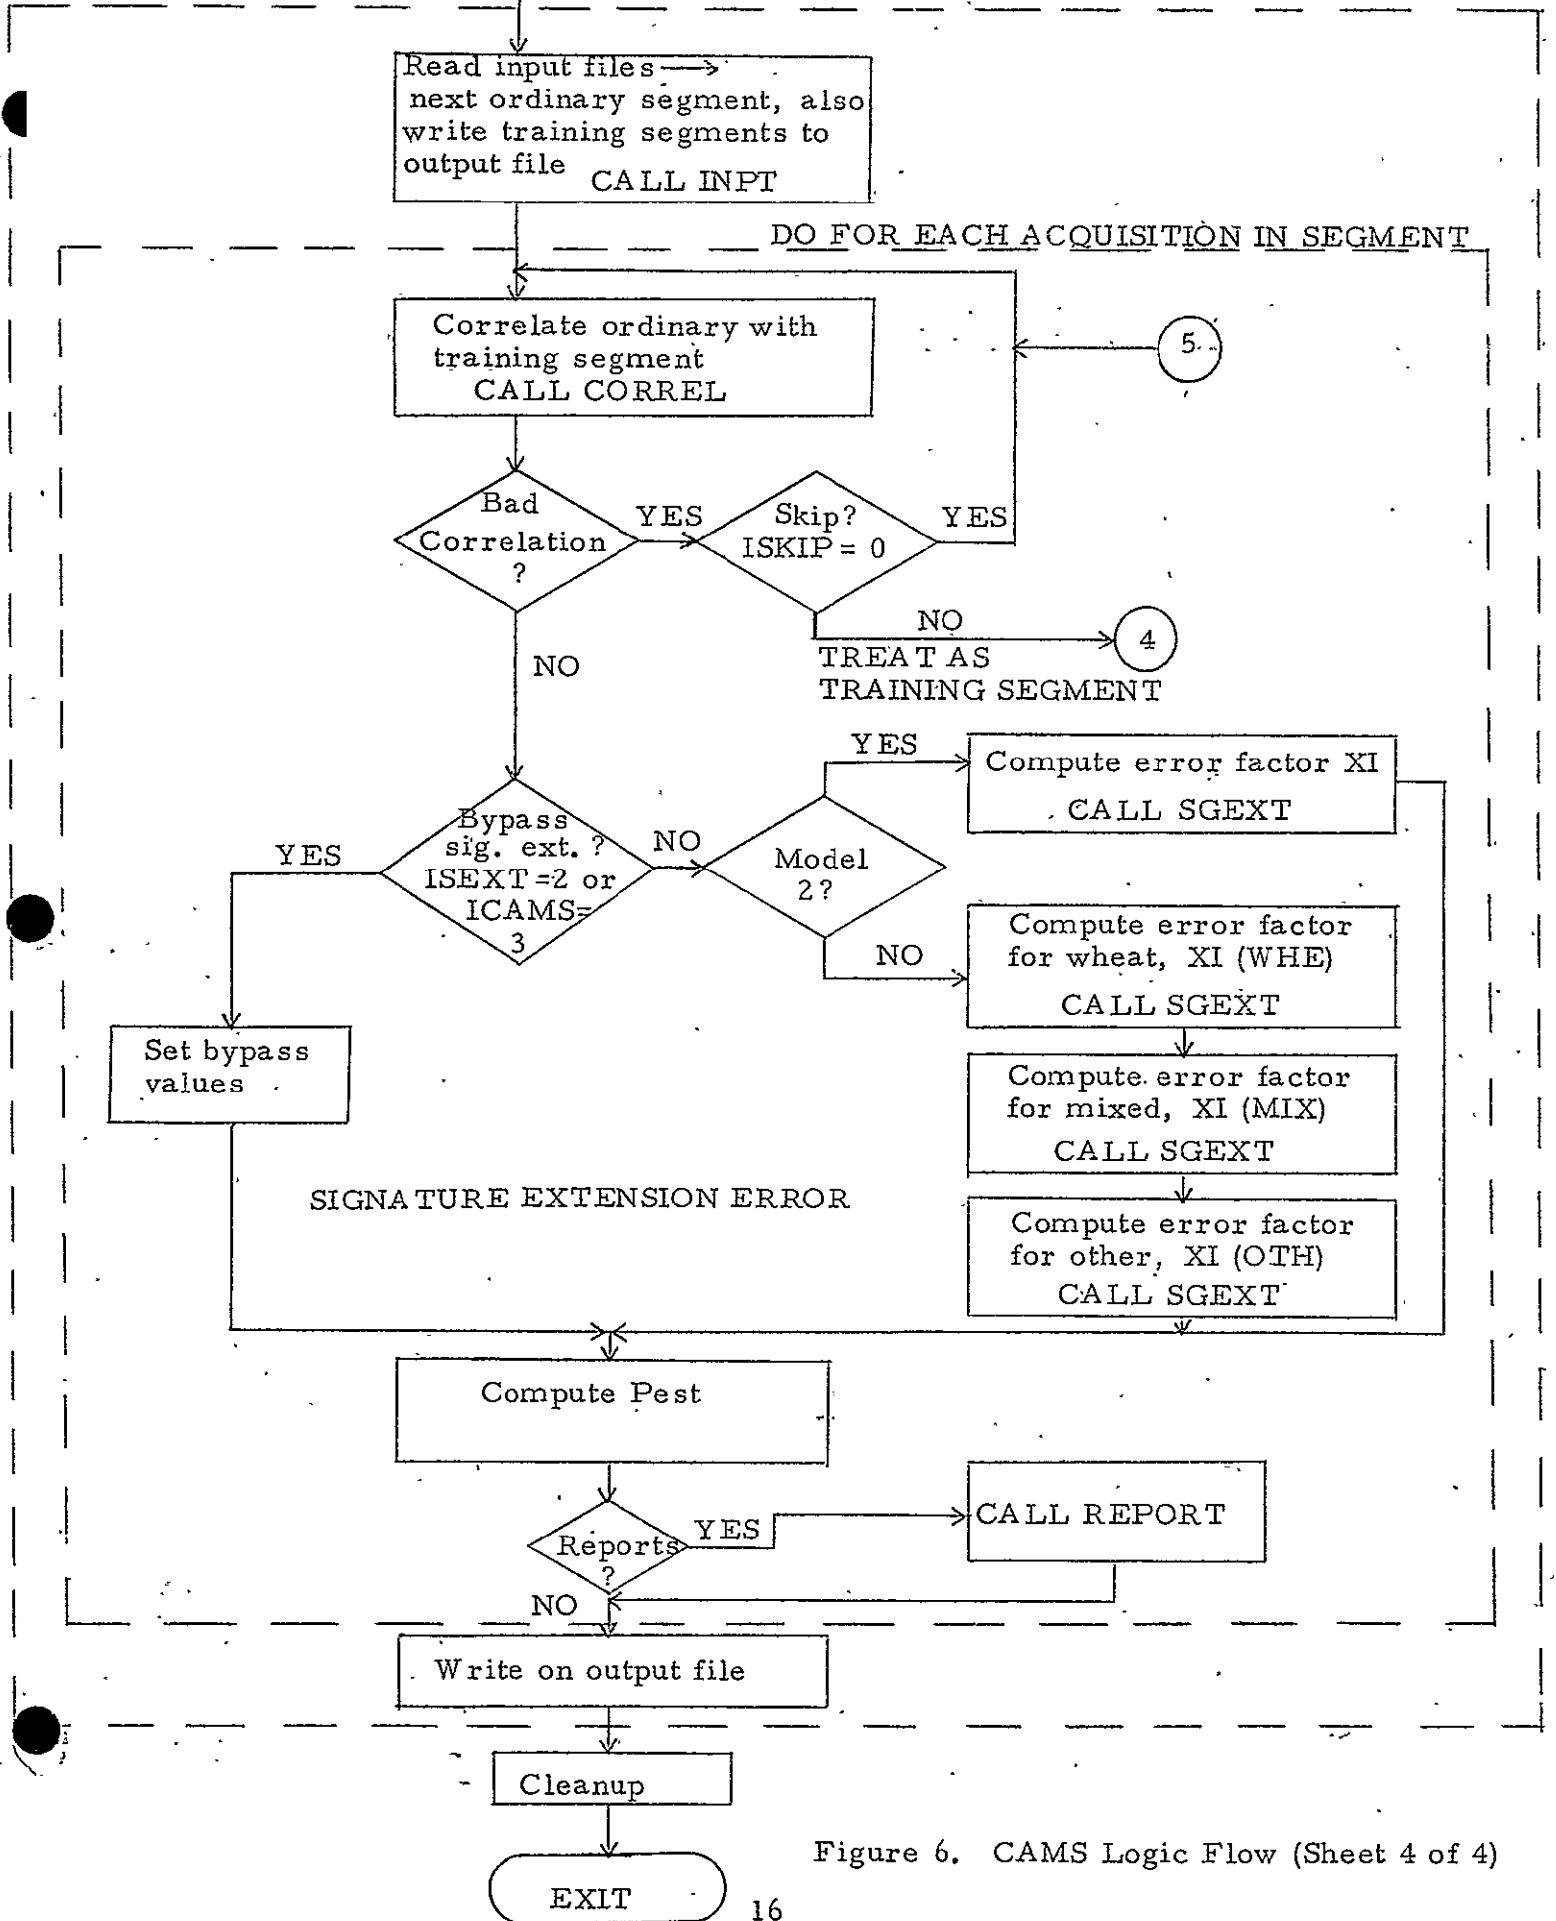 Read input files
next ordinary segment, also
write training segments to
output file
CALL INPT
DO FOR EACH ACQUISITION IN SEGMENT
Correlate ordinary with
training segment
CALL CORREL
5
Bad
Correlation
?
YES
Skip?
ISKIP = 0
YES
NO
4
TREAT AS
TRAINING SEGMENT
NO
Bypass
sig. ext. ?
ISEXT =2 or
ICAMS=
3
YES
NO
Model
2?
YES
Compute error factor XI
CALL SGEXT
NO
Compute error factor
for wheat, XI (WHE)
CALL SGEXT
Set bypass
values
Compute error factor
for mixed, XI (MIX)
CALL SGEXT
SIGNATURE EXTENSION ERROR
Compute error factor
for other, XI (OTH)
CALL SGEXT
Compute Pest
Reports
?
YES
CALL REPORT
NO
Write on output file
Cleanup
EXIT
Figure 6. CAMS Logic Flow (Sheet 4 of 4)
16